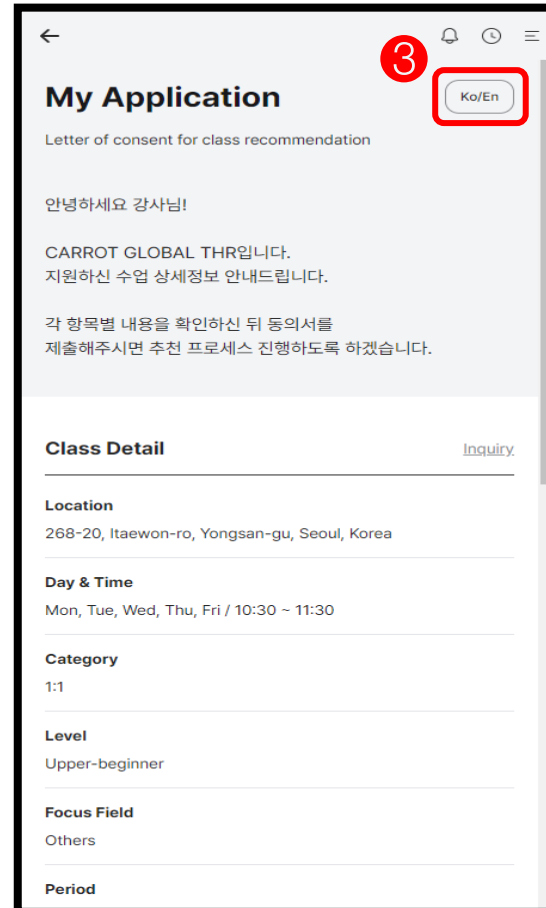 3
My Application
Ko/En
Letter of consent for class recommendation
안녕하세요 강사님!
CARROT GLOBAL THR입니다.
지원하신 수업 상세정보 안내드립니다.
각 항목별 내용을 확인하신 뒤 동의서를
제출해주시면 추천 프로세스 진행하도록 하겠습니다.
Class Detail
Inquiry
Location
268-20, Itaewon-ro, Yongsan-gu, Seoul, Korea
Day & Time
Mon, Tue, Wed, Thu, Fri / 10:30 ~ 11:30
Category
1:1
Level
Upper-beginner
Focus Field
Others
Period